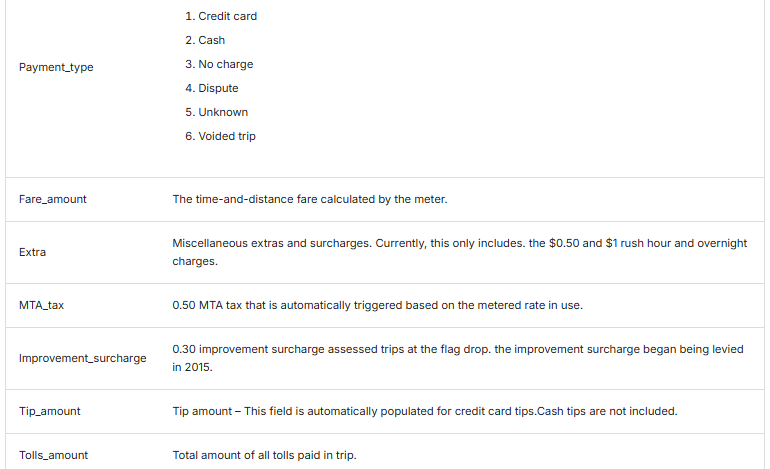 1. Credit card
2. Cash
Payment_type
3. No charge
4. Dispute
5. Unknown
6. Voided trip
Fare_amount
The time-and-distance fare calculated by the meter.
Extra
Miscellaneous extras and surcharges. Currently, this only includes. the $0.50 and $1 rush hour and overnight
charges.
MTA_tax
0.50 MTA tax that is automatically triggered based on the metered rate in use.
Improvement_surcharge
0.30 improvement surcharge assessed trips at the flag drop. the improvement surcharge began being levied
in 2015.
Tip_amount
Tip amount – This field is automatically populated for credit card tips.Cash tips are not included.
Tolls_amount
Total amount of all tolls paid in trip.